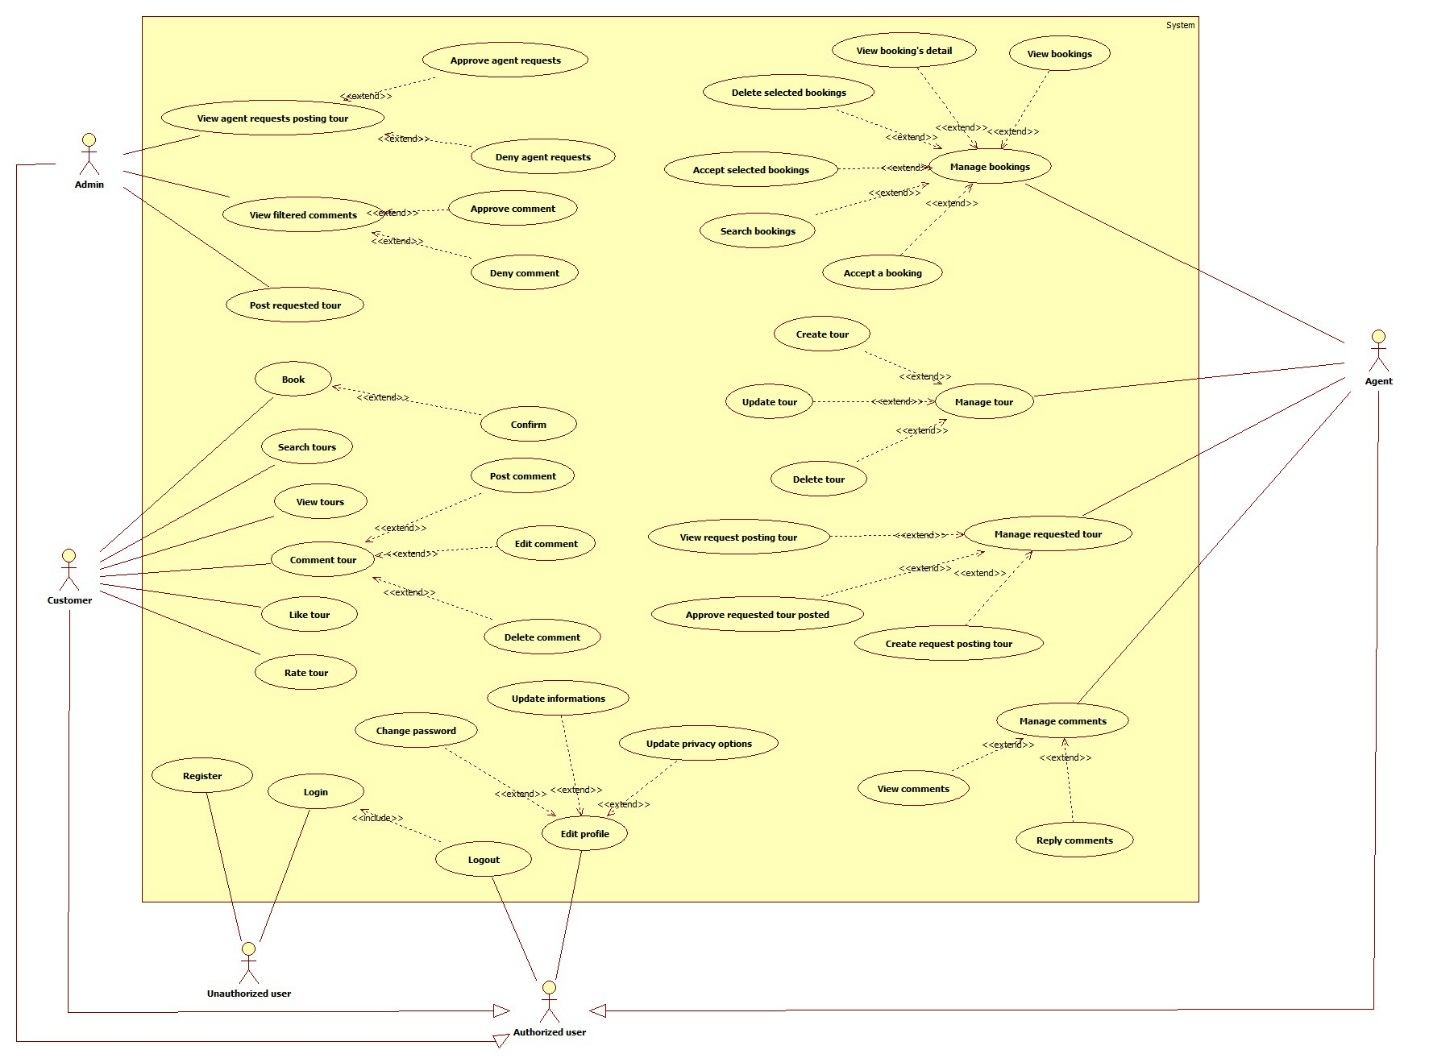 System
Approve agent requests
<<extend>>
View agent requests posting tour
<<extend>>
Deny agent requests
Admin
View filtered comments
<<extend>>
Approve comment
<<extend>>
Deny comment
Post requested tour
View booking's detail
View bookings
Delete selected bookings
<<extend>>
<<extend>>
<<extend>>
Accept selected bookings
<<extend>>
Manage bookings
<<extend>>
<<extend>>
Search bookings
Accept a booking
Create tour
<<extend>>
Update tour
<<extend>>
Manage tour
<<extend>>
Delete tour
Agent
Book
<<extend>>
Confirm
Search tours
Post comment
View tours
<<extend>>
Comment tour
<<extend>>
Edit comment
<<extend>>
Like tour
Delete comment
Rate tour
Customer
View request posting tour
<<extend>>
Manage requested tour
<<extend>>
<<extend>>
Approve requested tour posted
Create request posting tour
Update informations
Change password
Update privacy options
<<extend>>
<<extend>>
<<extend>>
Edit profile
Register
Login
<<include>>
Logout
Manage comments
<<extend>>
<<extend>>
View comments
Reply comments
Unauthorized user
Authorized user